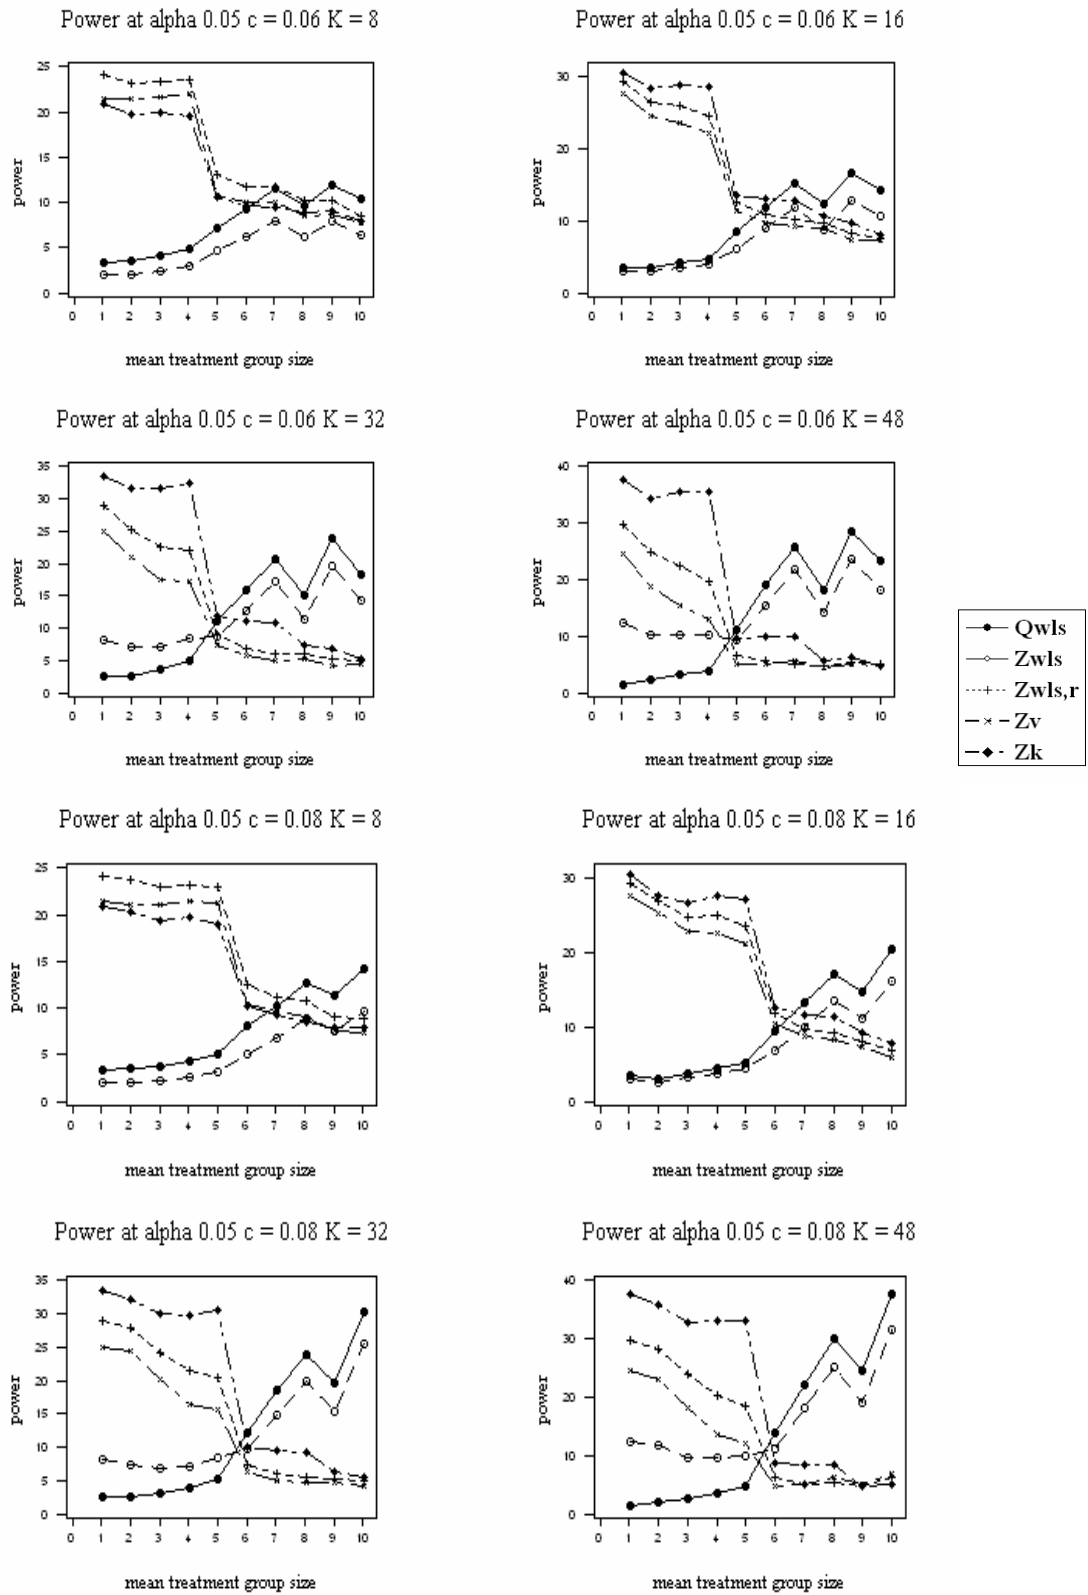 Power at alpha 0.05 c = 0.06 K = 8
25
20
15
10
5
0
power
0 1 2 3 4 5 6 7 8 9 10
mean treatment group size
Power at alpha 0.05 c = 0.06 K = 16
30
20
10
0
power
0 1 2 3 4 5 6 7 8 9 10
mean treatment group size
Power at alpha 0.05 c = 0.06 K = 32
35
30
25
20
15
10
5
0
power
0 1 2 3 4 5 6 7 8 9 10
mean treatment group size
Power at alpha 0.05 c = 0.06 K = 48
40
30
20
10
0
power
0 1 2 3 4 5 6 7 8 9 10
mean treatment group size
Qwls
Zwls
Zwls,r
Zv
Zk
Power at alpha 0.05 c = 0.08 K = 8
25
20
15
10
5
0
power
0 1 2 3 4 5 6 7 8 9 10
mean treatment group size
Power at alpha 0.05 c = 0.08 K = 16
30
20
10
0
power
0 1 2 3 4 5 6 7 8 9 10
mean treatment group size
Power at alpha 0.05 c = 0.08 K = 32
35
30
25
20
15
10
5
0
power
0 1 2 3 4 5 6 7 8 9 10
mean treatment group size
Power at alpha 0.05 c = 0.08 K = 48
40
30
20
10
0
power
0 1 2 3 4 5 6 7 8 9 10
mean treatment group size